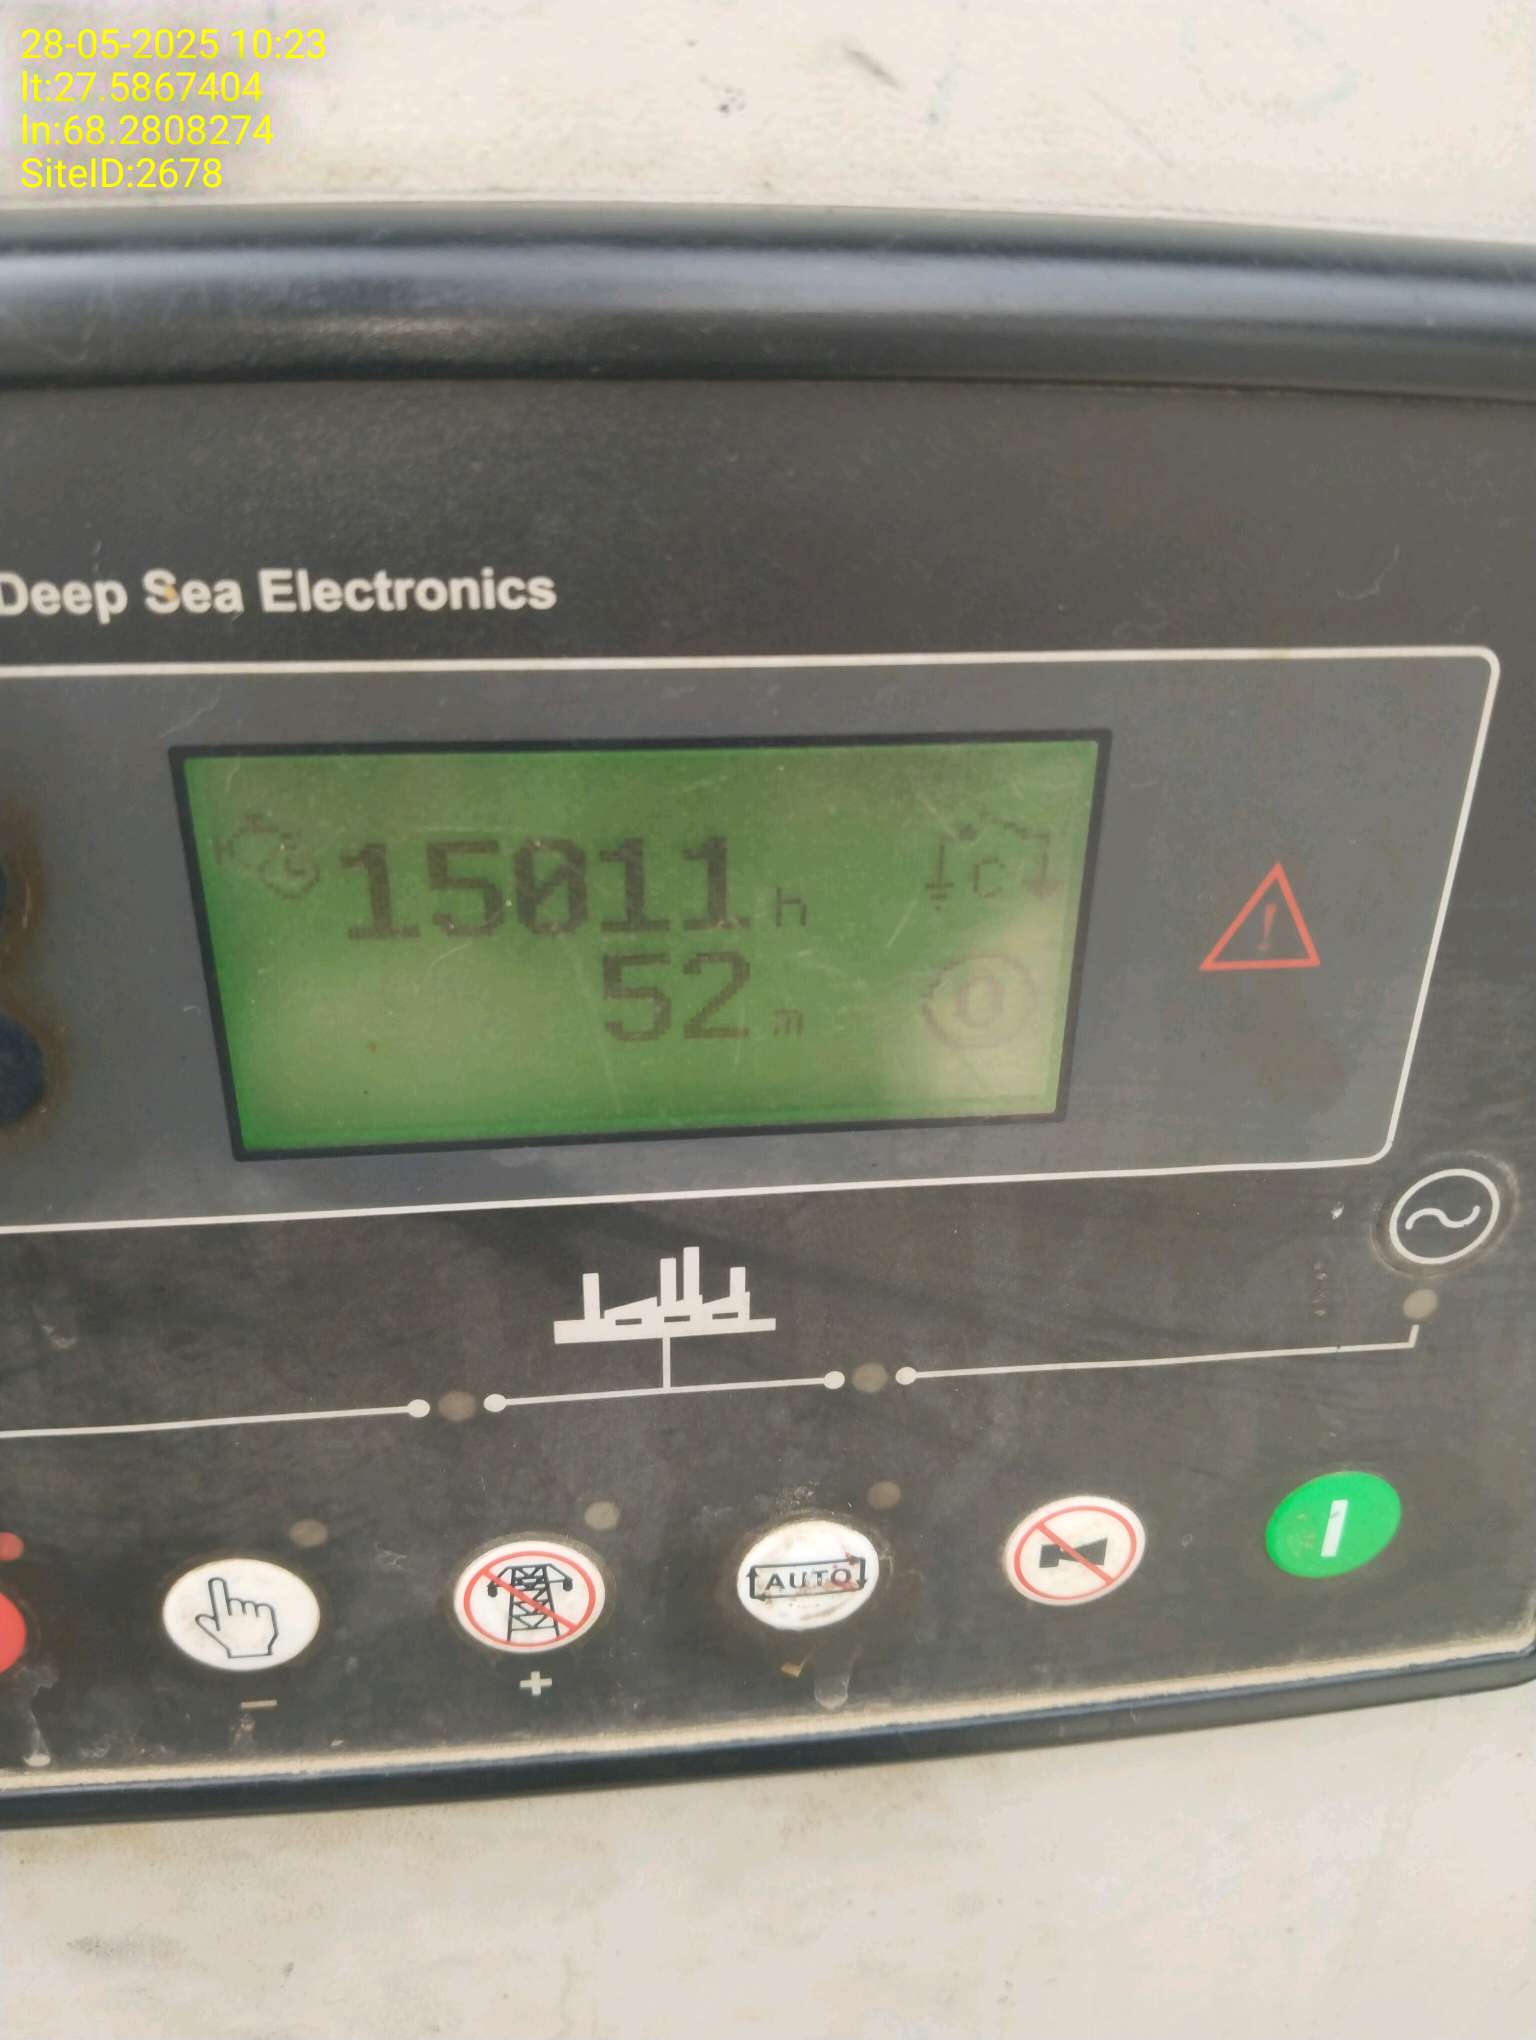 28-05-2025 10:23
lt:27.5867404
ln:68.2808274
SiteID:2678
Deep Sea Electronics
15011 h
52 m
C
0
AUTO